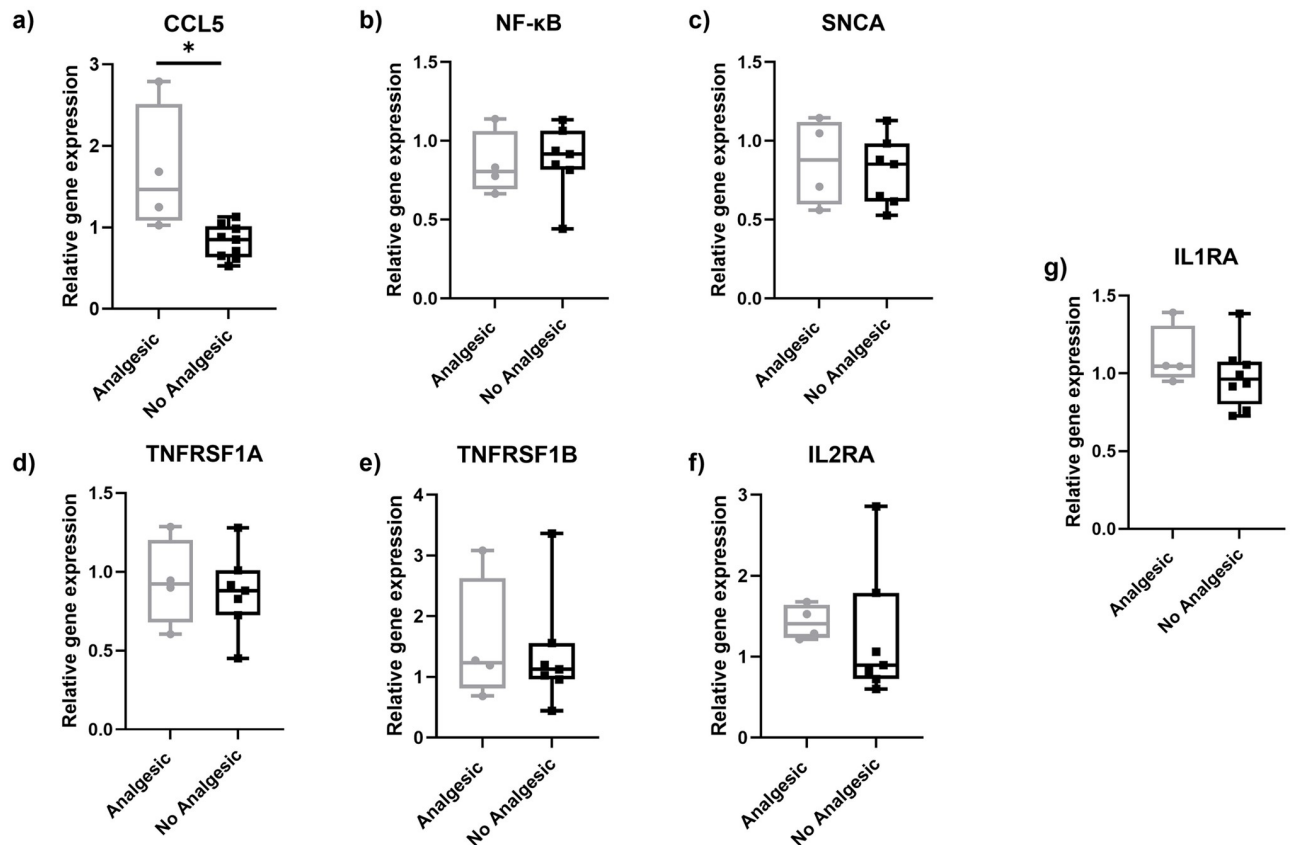 a)
CCL5
*
Relative gene expression
3
2
1
0
Analgesic
No Analgesic
b)
NF-κB
Relative gene expression
1.5
1.0
0.5
0.0
Analgesic
No Analgesic
c)
SNCA
Relative gene expression
1.5
1.0
0.5
0.0
Analgesic
No Analgesic
d)
TNFRSF1A
Relative gene expression
1.5
1.0
0.5
0.0
Analgesic
No Analgesic
e)
TNFRSF1B
Relative gene expression
4
3
2
1
0
Analgesic
No Analgesic
f)
IL2RA
Relative gene expression
3
2
1
0
Analgesic
No Analgesic
g)
IL1RA
Relative gene expression
1.5
1.0
0.5
0.0
Analgesic
No Analgesic